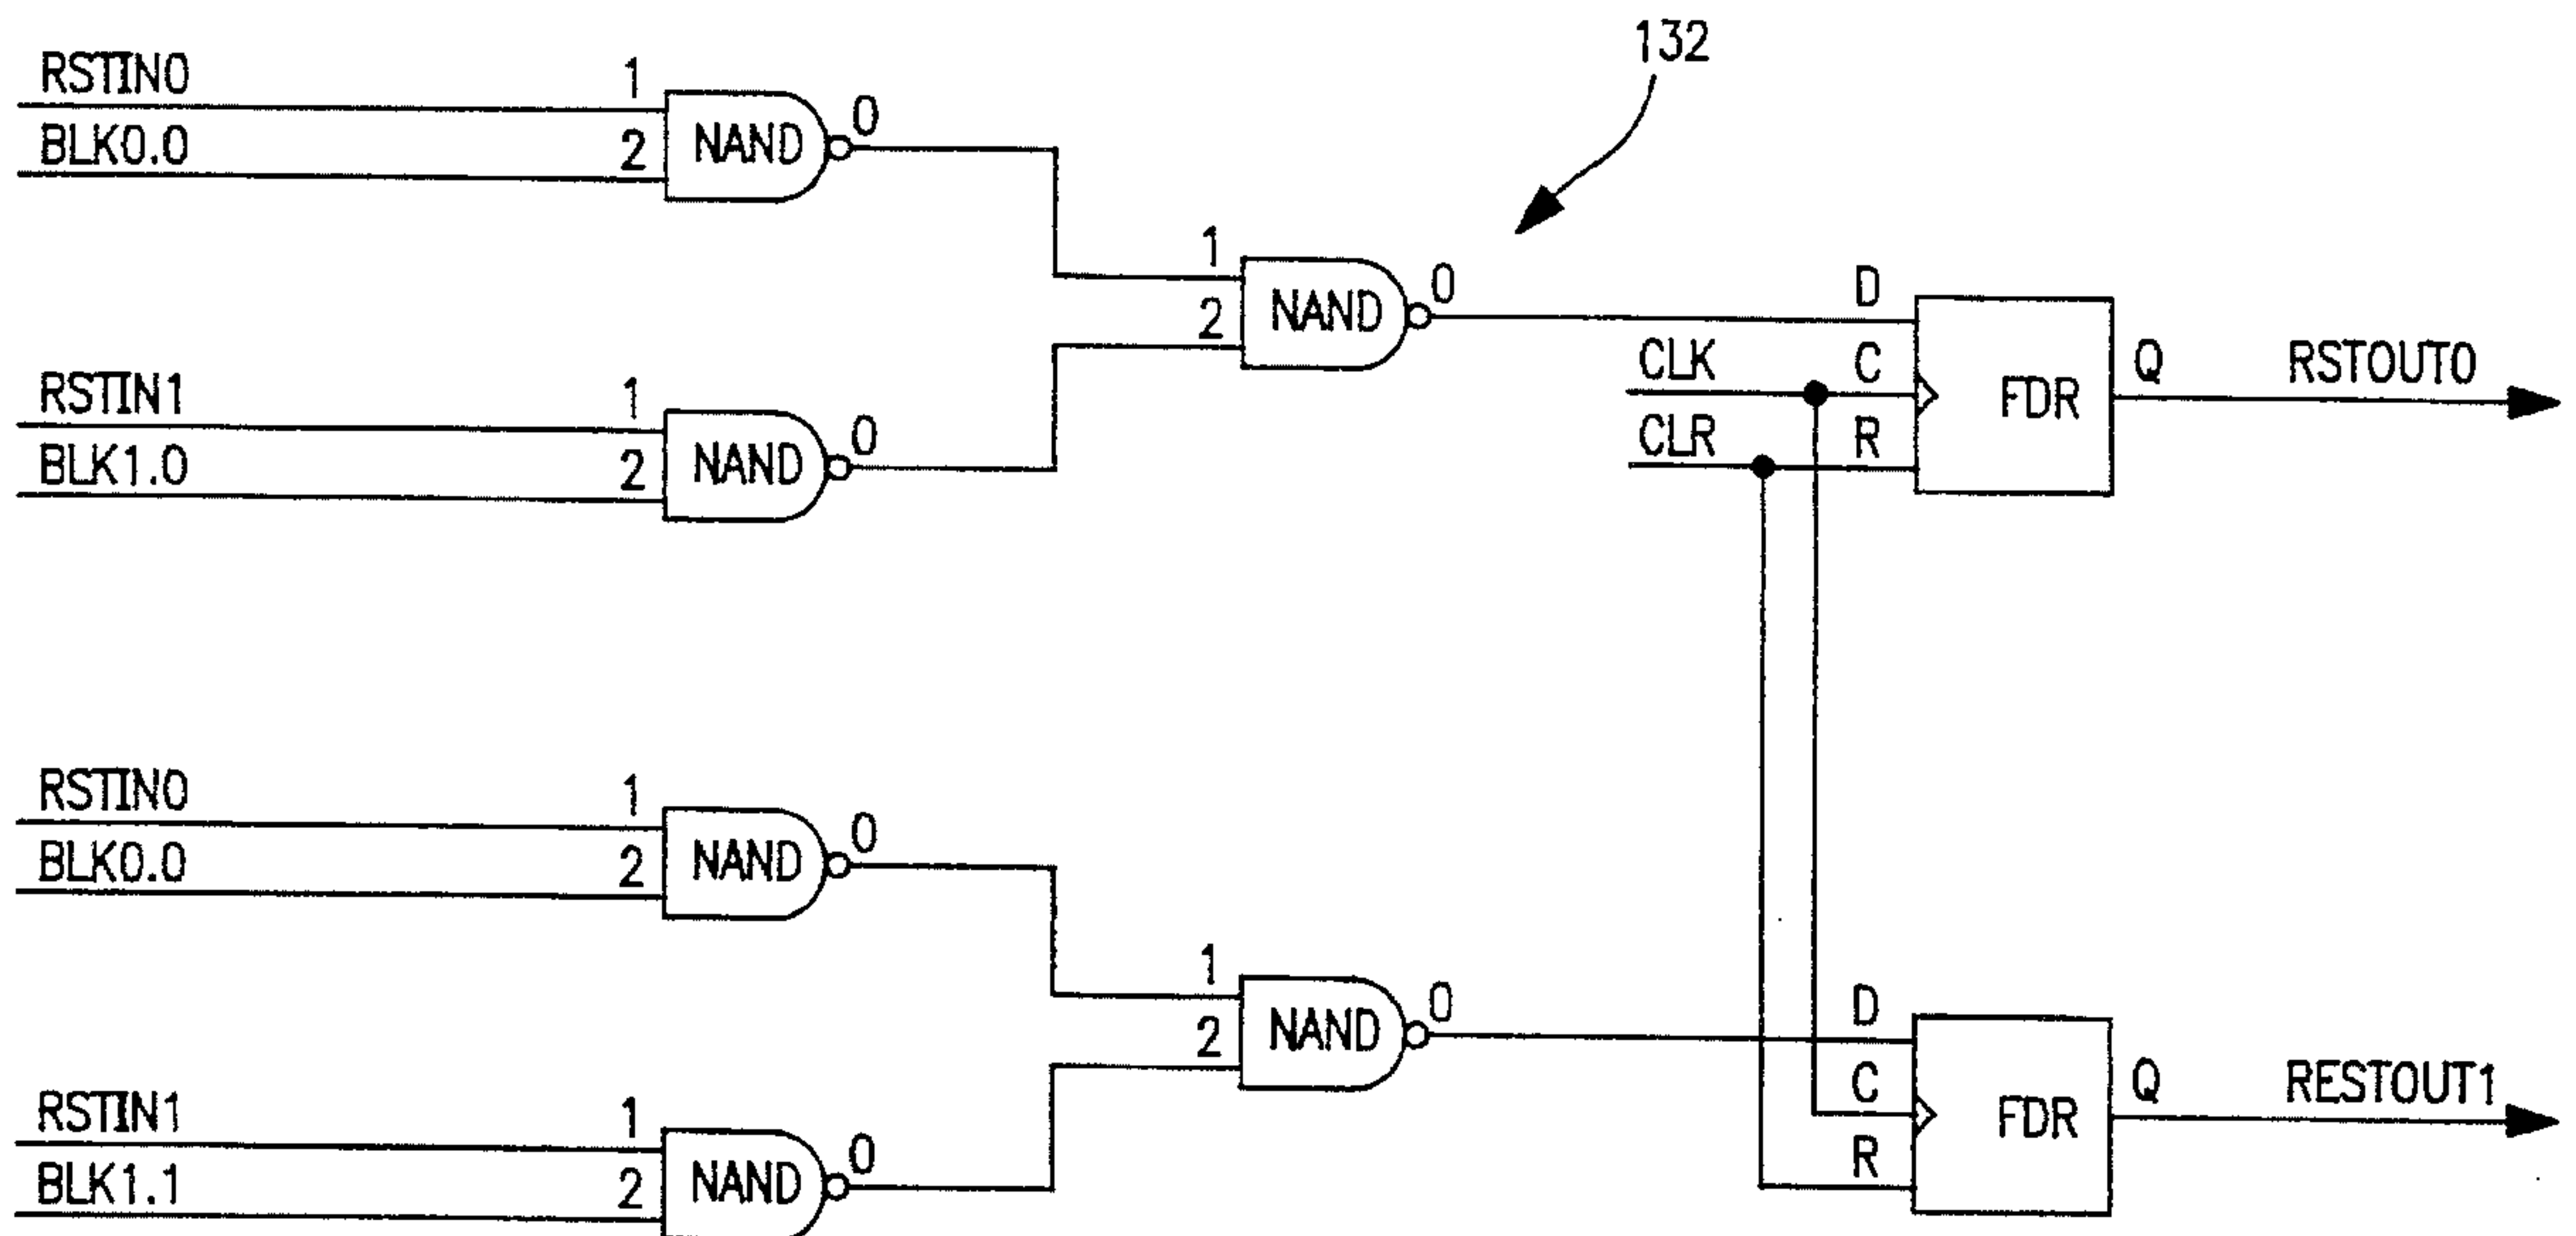 132
RSTIN0 1
BLK0.0 2 NAND 0
1
2 NAND 0
RSTIN1 1
BLK1.0 2 NAND 0
D
CLK C
CLR R
FDR Q RSTOUT0
RSTIN0 1
BLK0.0 2 NAND 0
1
2 NAND 0
RSTIN1 1
BLK1.1 2 NAND 0
D
C
R
FDR Q RESTOUT1